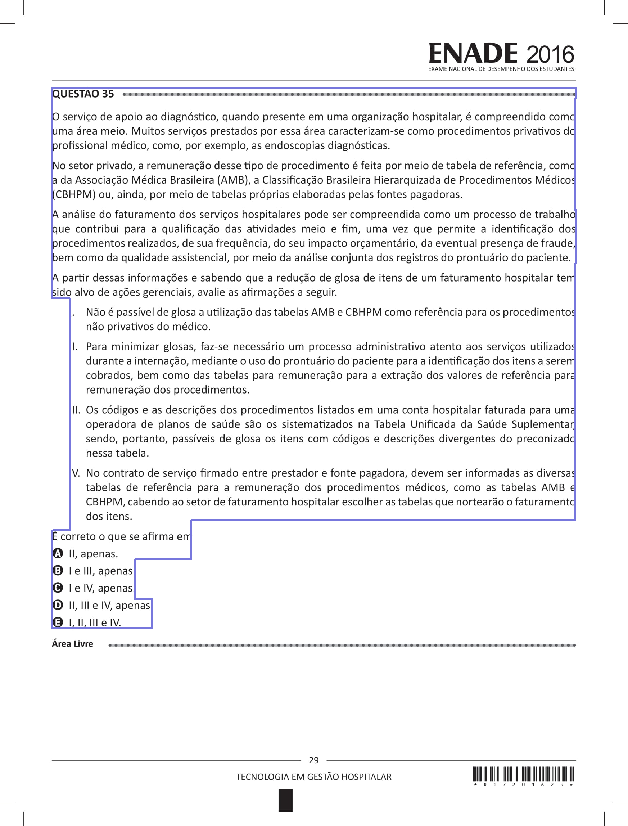 ENADE 2016
EXAME NACIONAL DE DESEMPENHO DOS ESTUDANTES
QUESTÃO 35
O serviço de apoio ao diagnóstico, quando presente em uma organização hospitalar, é compreendido como
uma área meio. Muitos serviços prestados por essa área caracterizam-se como procedimentos privativos do
profissional médico, como, por exemplo, as endoscopias diagnósticas.
No setor privado, a remuneração desse tipo de procedimento é feita por meio de tabela de referência, como
a da Associação Médica Brasileira (AMB), a Classificação Brasileira Hierarquizada de Procedimentos Médicos
(CBHPM) ou, ainda, por meio de tabelas próprias elaboradas pelas fontes pagadoras.
A análise do faturamento dos serviços hospitalares pode ser compreendida como um processo de trabalho
que contribui para a qualificação das atividades meio e fim, uma vez que permite a identificação dos
procedimentos realizados, de sua frequência, do seu impacto orçamentário, da eventual presença de fraude,
bem como da qualidade assistencial, por meio da análise conjunta dos registros do prontuário do paciente.
A partir dessas informações e sabendo que a redução de glosa de itens de um faturamento hospitalar tem
sido alvo de ações gerenciais, avalie as afirmações a seguir.
. Não é passível de glosa a utilização das tabelas AMB e CBHPM como referência para os procedimentos
não privativos do médico.
I. Para minimizar glosas, faz-se necessário um processo administrativo atento aos serviços utilizados
durante a internação, mediante o uso do prontuário do paciente para a identificação dos itens a serem
cobrados, bem como das tabelas para remuneração para a extração dos valores de referência para
remuneração dos procedimentos.
II. Os códigos e as descrições dos procedimentos listados em uma conta hospitalar faturada para uma
operadora de planos de saúde são os sistematizados na Tabela Unificada da Saúde Suplementar,
sendo, portanto, passíveis de glosa os itens com códigos e descrições divergentes do preconizado
nessa tabela.
V. No contrato de serviço firmado entre prestador e fonte pagadora, devem ser informadas as diversas
tabelas de referência para a remuneração dos procedimentos médicos, como as tabelas AMB e
CBHPM, cabendo ao setor de faturamento hospitalar escolher as tabelas que nortearão o faturamento
dos itens.
É correto o que se afirma em
A II, apenas.
B I e III, apenas
C I e IV, apenas
D II, III e IV, apenas
E I, II, III e IV.
Área Livre
29
TECNOLOGIA EM GESTÃO HOSPITALAR